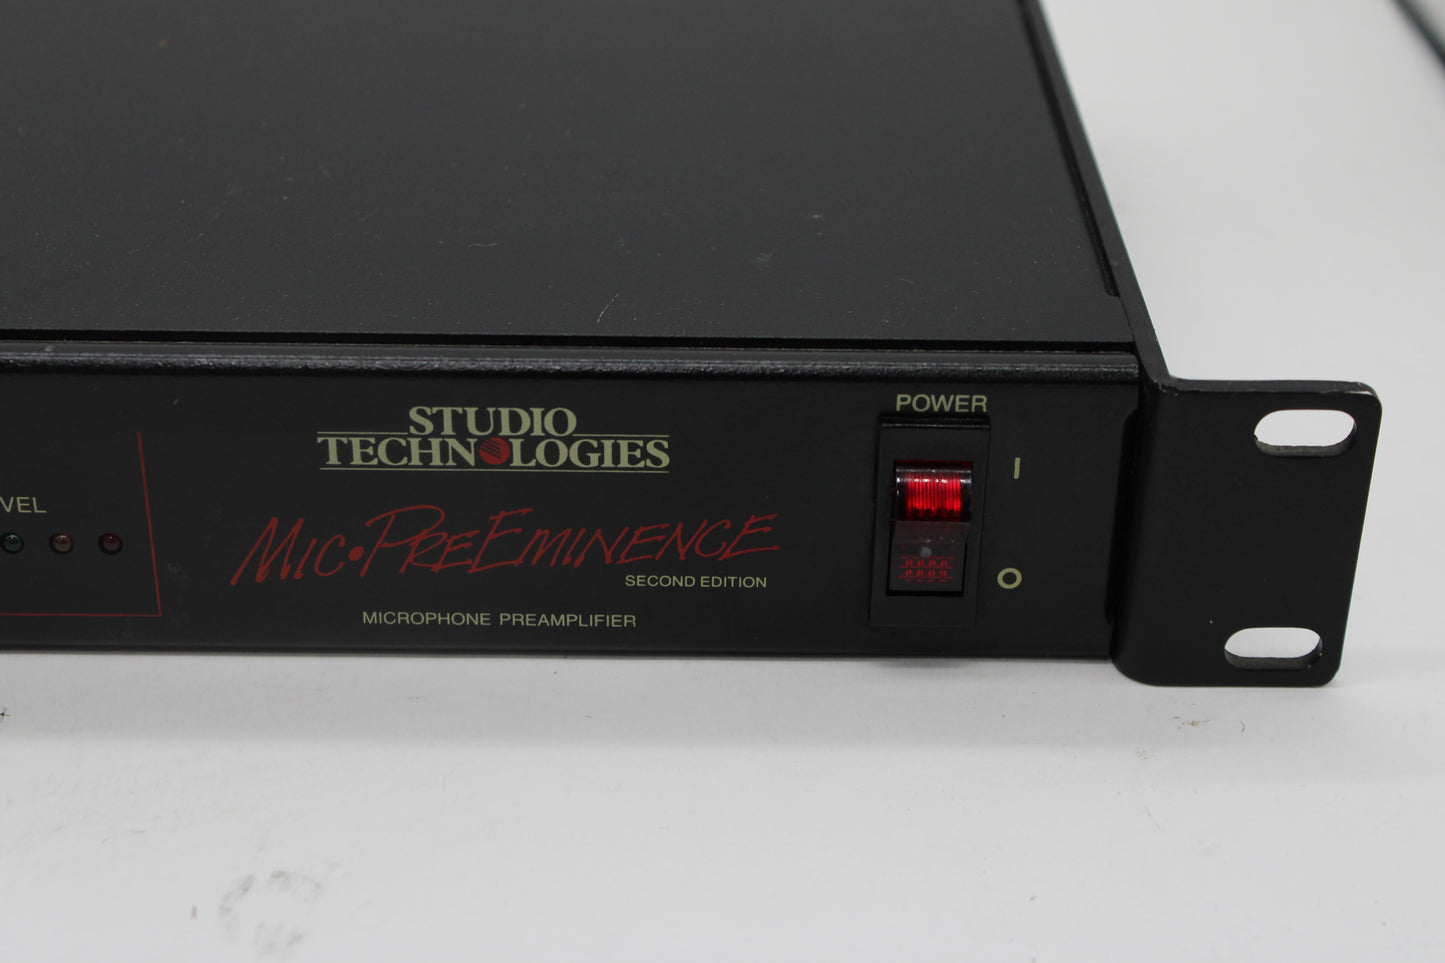 VEL
STUDIO
TECHNOLOGIES
MIC•PREEMINENCE
SECOND EDITION
MICROPHONE PREAMPLIFIER
POWER
I
O